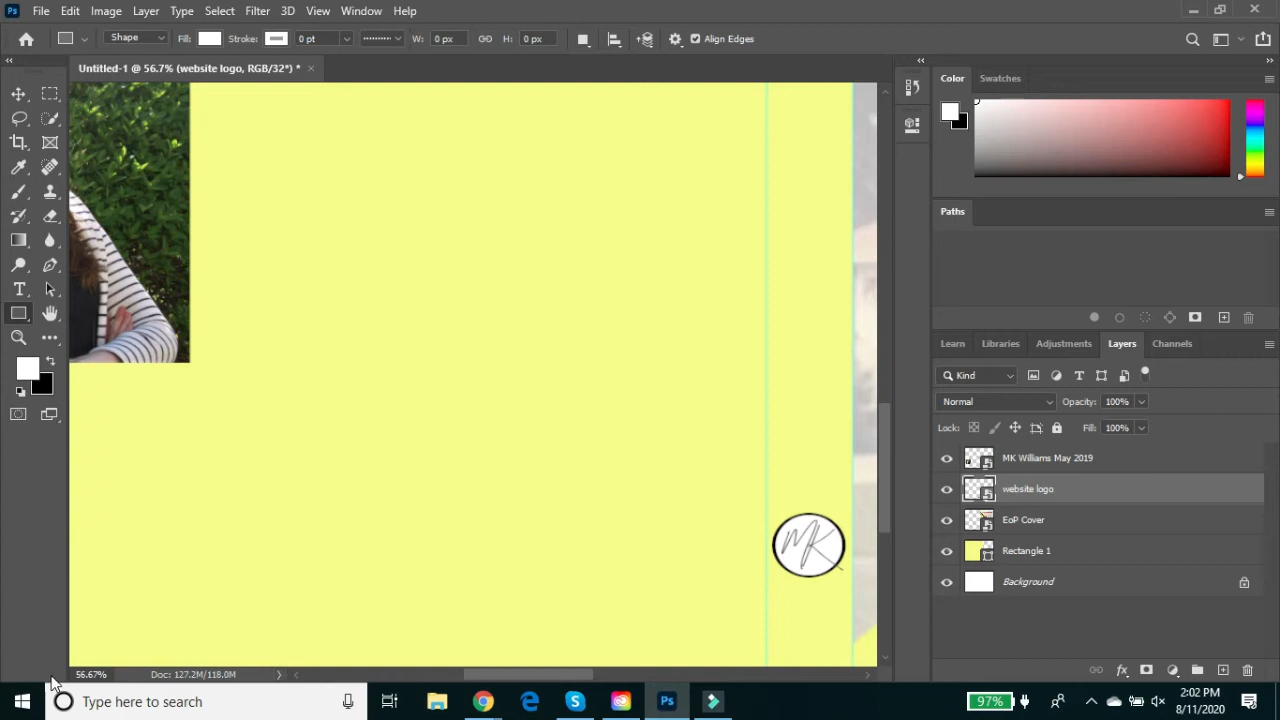 Ps File Edit Image Layer Type Select Filter 3D View Window Help
Shape Fill: Stroke: 0 pt W: 0 px H: 0 px Align Edges
Untitled-1 @ 56.7% (website logo, RGB/32*) * ×
Color Swatches
Paths
Learn Libraries Adjustments Layers Channels
Kind
Normal Opacity: 100%
Lock: Fill: 100%
MK Williams May 2019
website logo
EoP Cover
Rectangle 1
Background
MK
56.67% Doc: 127.2M/118.0M
Type here to search
Ps
97%
2:02 PM
8/11/2020